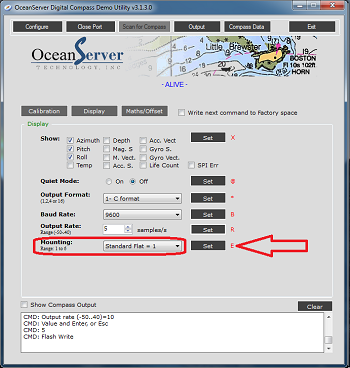 OceanServer Digital Compass Demo Utility v3.1.3.0
Configure Close Port Scan for Compass Output Compass Data Exit
OceanServer
TECHNOLOGY, INC
Little Brewster
BOSTON
Fl 10s 102ft
HORN
- ALIVE -
Calibration Display Maths/Offset Write next command to Factory space
Display
Show: Azimuth Depth Acc. Vect Set X
Pitch Mag. S Gyro S.
Roll M. Vect. Gyro Vect.
Temp Acc. S. Life Count SPI Err
Quiet Mode: On Off Set @
Output Format: 1- C format Set *
(1,2,4 or 16)
Baud Rate: 9600 Set B
Output Rate: 5 samples/s Set R
Range(-50..40)
Mounting: Standard Flat = 1 Set E
Range: 1 to 8
Show Compass Output Clear
CMD: Output rate (-50..40)=10
CMD: Value and Enter, or Esc
CMD: 5
CMD: Flash Write